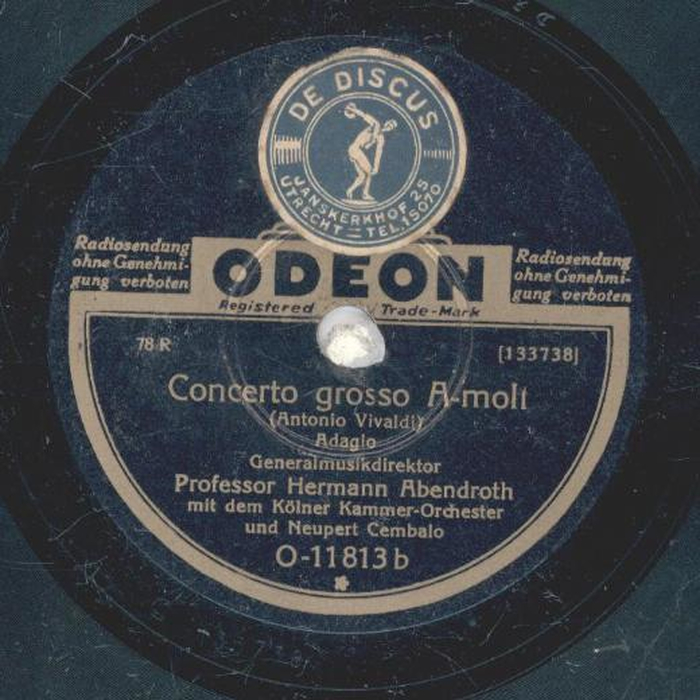 DE DISCUS
JANSKERKHOF 25
UTRECHT = TEL. 15070
Radiosendung
ohne Genehmi-
gung verboten
ODEON
Registered Trade-Mark
Radiosendung
ohne Genehmi-
gung verboten
78 R
[133738]
Concerto grosso A-moll
(Antonio Vivaldi)
Adagio
Generalmusikdirektor
Professor Hermann Abendroth
mit dem Kölner Kammer-Orchester
und Neupert Cembalo
O-11813 b